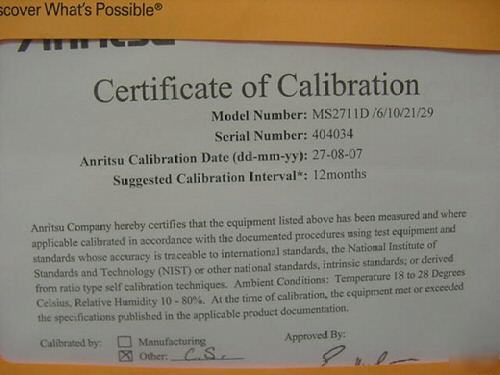 scover What's Possible®
Anritsu
Certificate of Calibration
Model Number: MS2711D /6/10/21/29
Serial Number: 404034
Anritsu Calibration Date (dd-mm-yy): 27-08-07
Suggested Calibration Interval*: 12months
Anritsu Company hereby certifies that the equipment listed above has been measured and where
applicable calibrated in accordance with the documented procedures using test equipment and
standards whose accuracy is traceable to international standards, the National Institute of
Standards and Technology (NIST) or other national standards, intrinsic standards; or derived
from ratio type self calibration techniques. Ambient Conditions: Temperature 18 to 28 Degrees
Celsius, Relative Humidity 10 - 80%. At the time of calibration, the equipment met or exceeded
the specifications published in the applicable product documentation.
Calibrated by: Manufacturing Approved By:
Other: C.S.